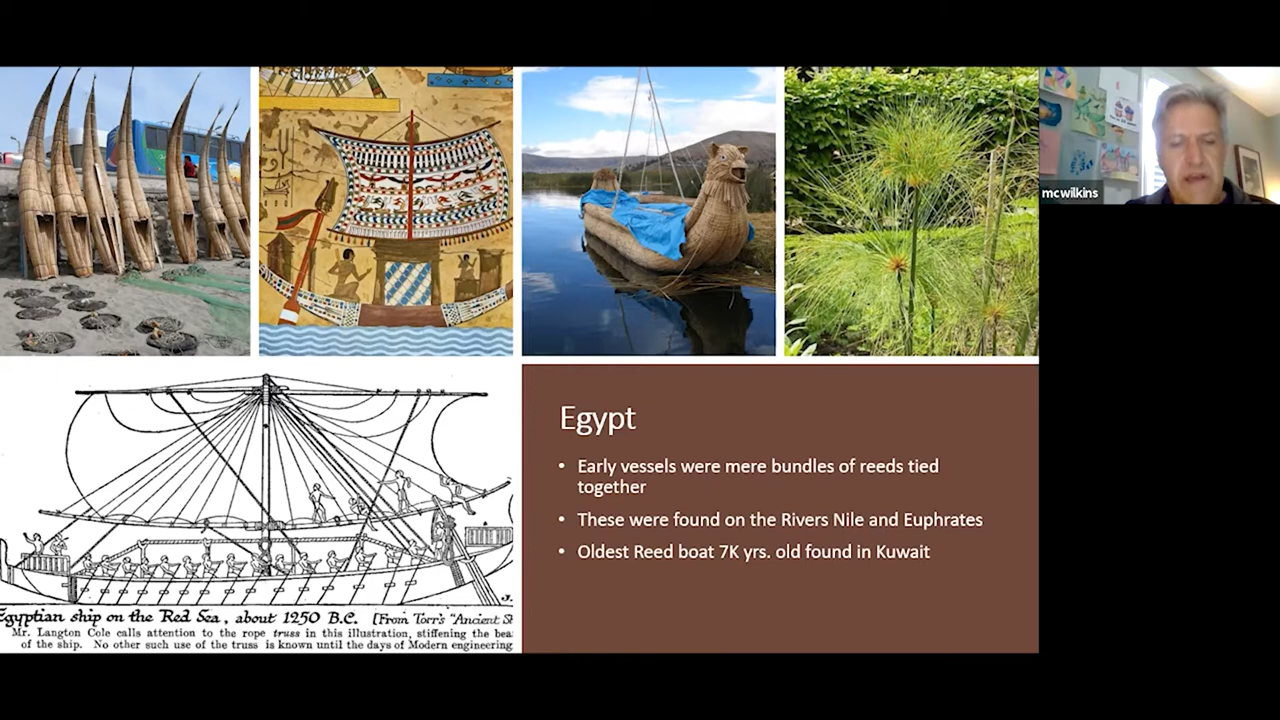 mcwilkins
Egypt
• Early vessels were mere bundles of reeds tied
together
• These were found on the Rivers Nile and Euphrates
• Oldest Reed boat 7K yrs. old found in Kuwait
Egyptian ship on the Red Sea, about 1250 B.C. [From Torr's "Ancient S
Mr. Langton Cole calls attention to the rope truss in this illustration, stiffening the bea
of the ship. No other such use of the truss is known until the days of Modern engineering